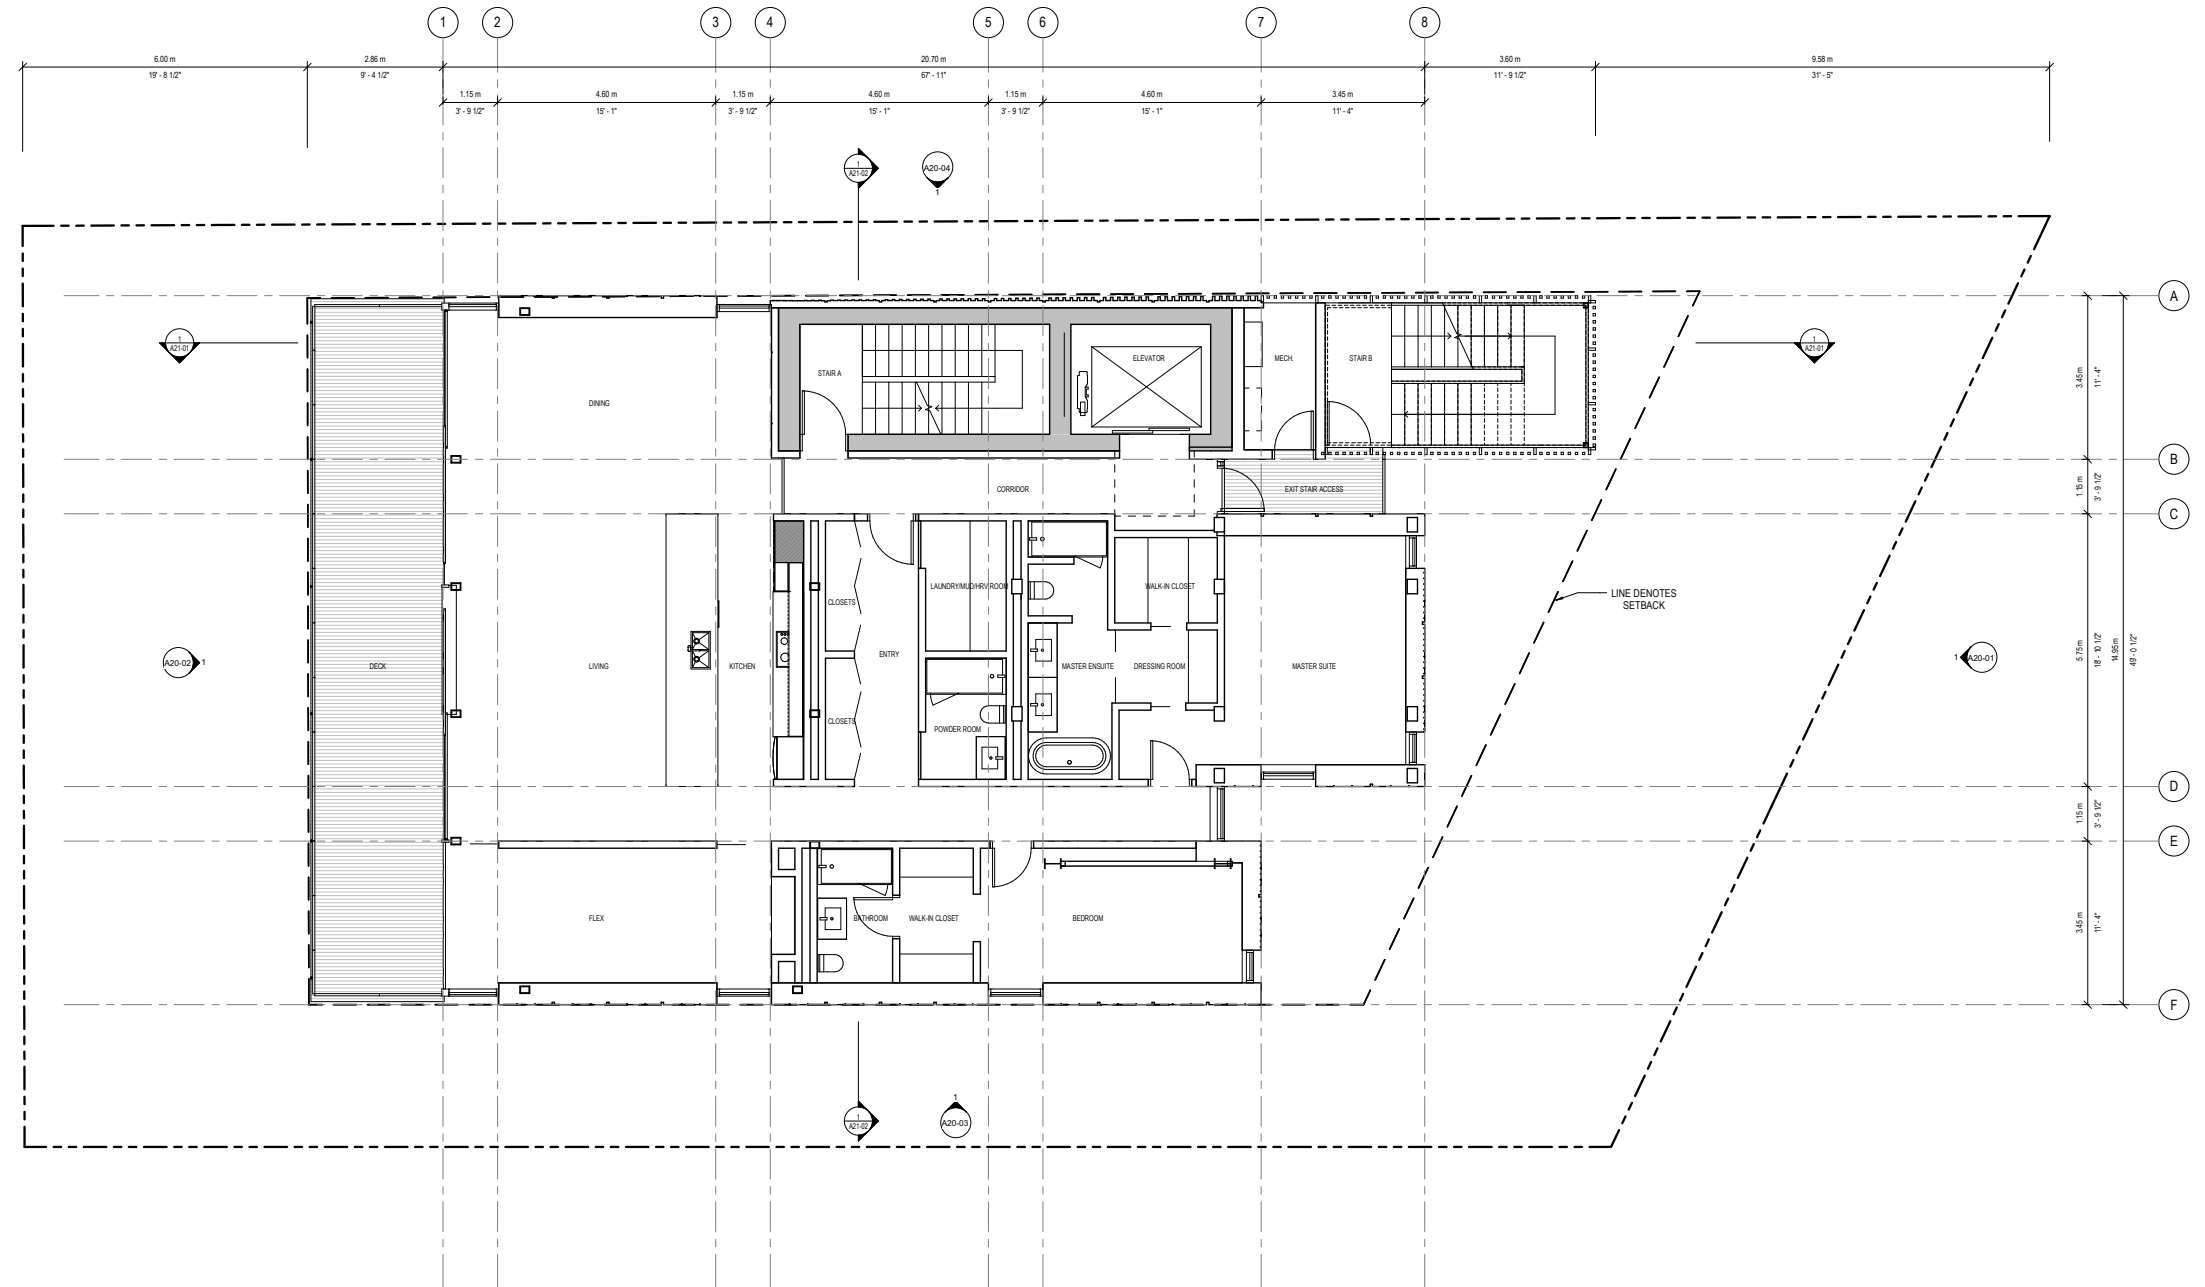 1 2 3 4 5 6 7 8
6.00 m 2.86 m 20.70 m 3.60 m 9.58 m
19' - 8 1/2" 9' - 4 1/2" 67' - 11" 11' - 9 1/2" 31' - 5"
1.15 m 4.60 m 1.15 m 4.60 m 1.15 m 4.60 m 3.45 m
3' - 9 1/2" 15' - 1" 3' - 9 1/2" 15' - 1" 3' - 9 1/2" 15' - 1" 11' - 4"
1
A21-02
A20-04
1
A
1
A21-01
1
A21-01
STAIR A
ELEVATOR
MECH.
STAIR B
3.45 m
11' - 4"
DINING
B
CORRIDOR
EXIT STAIR ACCESS
1.15 m
3' - 9 1/2"
C
CLOSETS
LAUNDRY/MUD/HRV ROOM
WALK-IN CLOSET
LINE DENOTES
SETBACK
A20-02 1
DECK
LIVING
KITCHEN
ENTRY
MASTER ENSUITE
DRESSING ROOM
MASTER SUITE
1 A20-01
5.75 m
18' - 10 1/2"
14.95 m
49' - 0 1/2"
CLOSETS
POWDER ROOM
D
1.15 m
3' - 9 1/2"
E
FLEX
BATHROOM
WALK-IN CLOSET
BEDROOM
3.45 m
11' - 4"
F
1
A21-02
1
A20-03